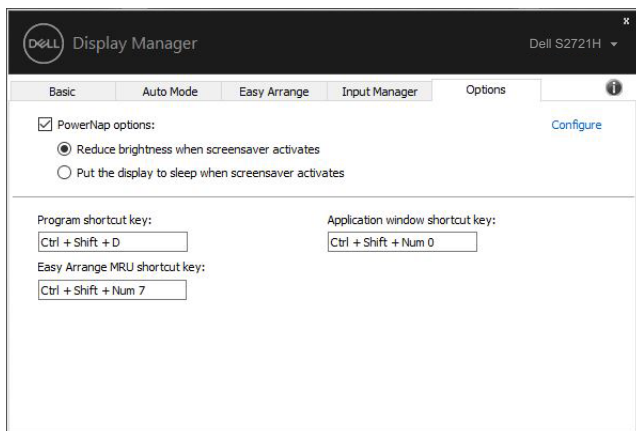 x
DELL Display Manager
Dell S2721H
Basic Auto Mode Easy Arrange Input Manager Options
PowerNap options: Configure
Reduce brightness when screensaver activates
Put the display to sleep when screensaver activates
Program shortcut key: Application window shortcut key:
Ctrl + Shift + D Ctrl + Shift + Num 0
Easy Arrange MRU shortcut key:
Ctrl + Shift + Num 7